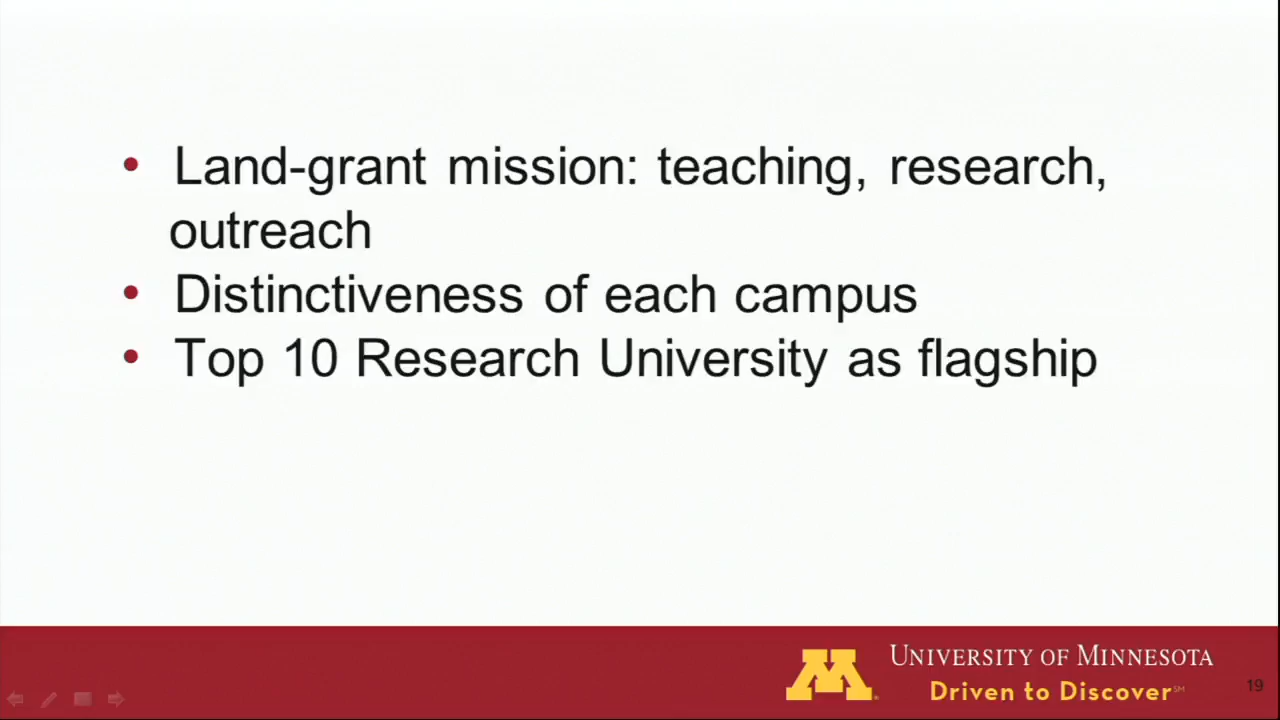 • Land-grant mission: teaching, research,
outreach
• Distinctiveness of each campus
• Top 10 Research University as flagship
M
UNIVERSITY OF MINNESOTA
Driven to Discover℠
19